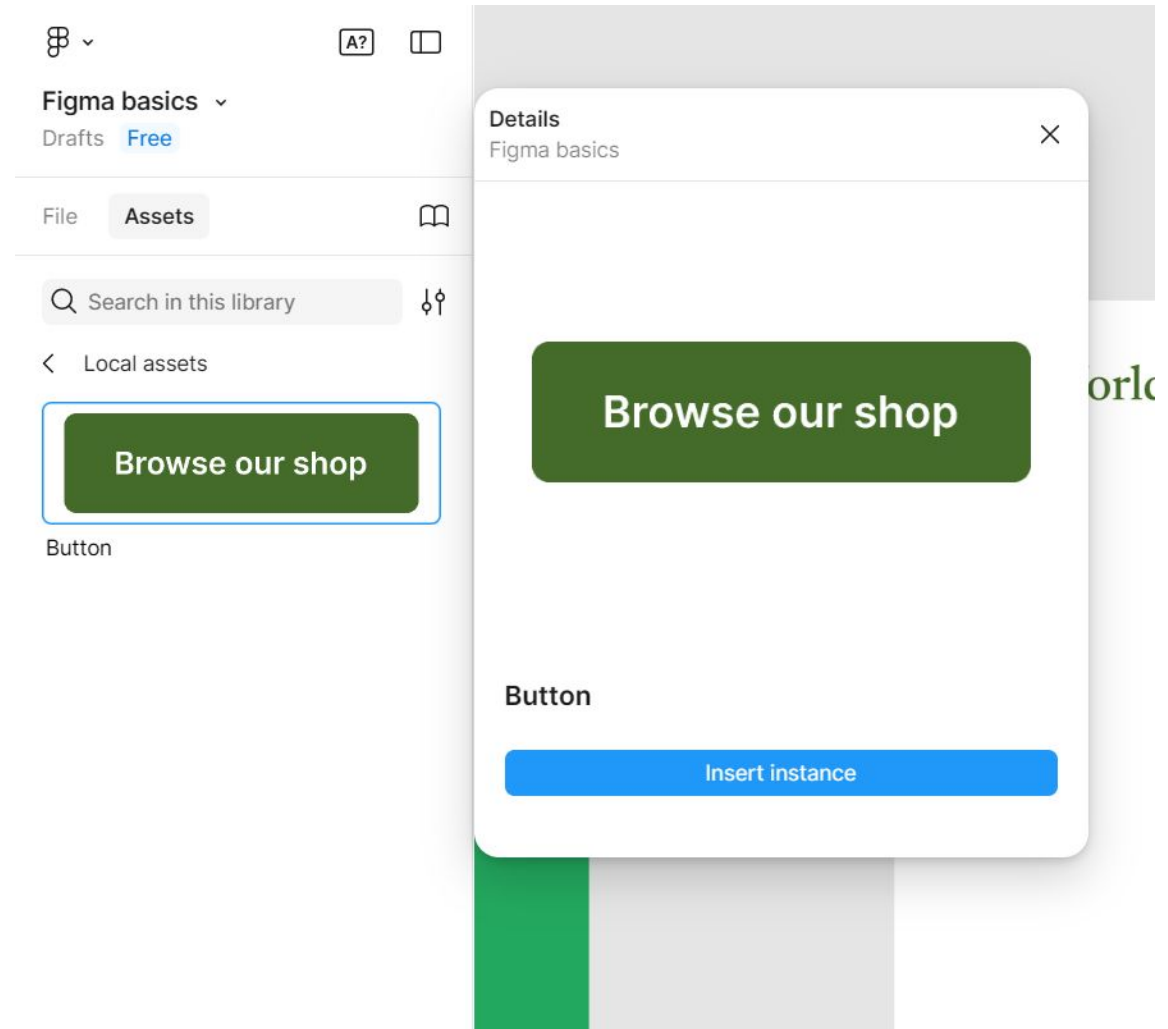 A?
Figma basics
Drafts Free
File Assets
Search in this library
Local assets
Browse our shop
Button
Details
Figma basics
Browse our shop
Button
Insert instance